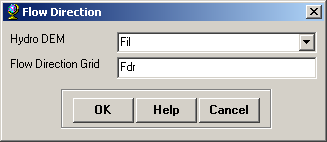 Flow Direction
Hydro DEM
Fil
Flow Direction Grid
Fdr
OK Help Cancel